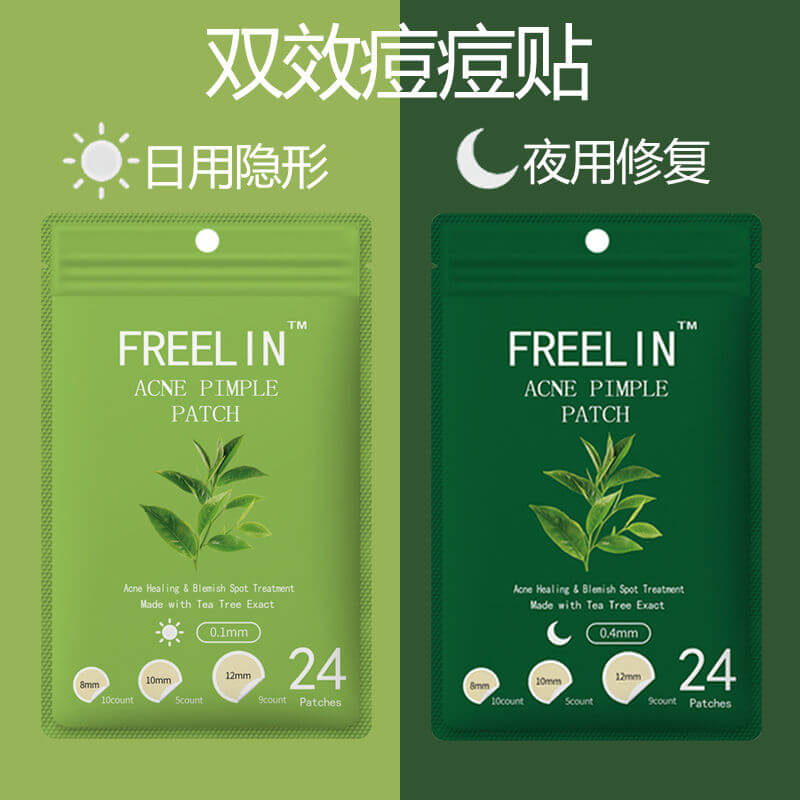 双效痘痘贴
日用隐形
夜用修复
FREELIN™
ACNE PIMPLE
PATCH
Acne Healing & Blemish Spot Treatment
Made with Tea Tree Exact
0.1mm
8mm
10count
10mm
5count
12mm
9count
24
Patches
FREELIN™
ACNE PIMPLE
PATCH
Acne Healing & Blemish Spot Treatment
Made with Tea Tree Exact
0.4mm
8mm
10count
10mm
5count
12mm
9count
24
Patches